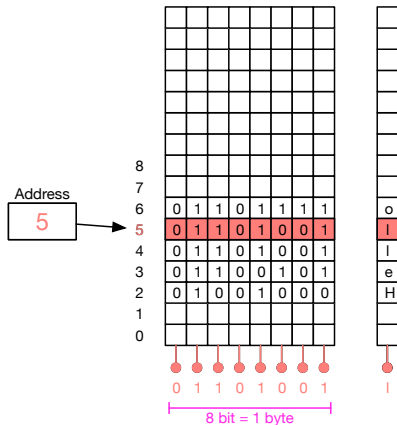 8
7
Address
6 0 1 1 0 1 1 1 1 o
5
5 0 1 1 0 1 0 0 1 l
4 0 1 1 0 1 0 0 1 l
3 0 1 1 0 0 1 0 1 e
2 0 1 0 0 1 0 0 0 H
1
0
0 1 1 0 1 0 0 1 l
8 bit = 1 byte